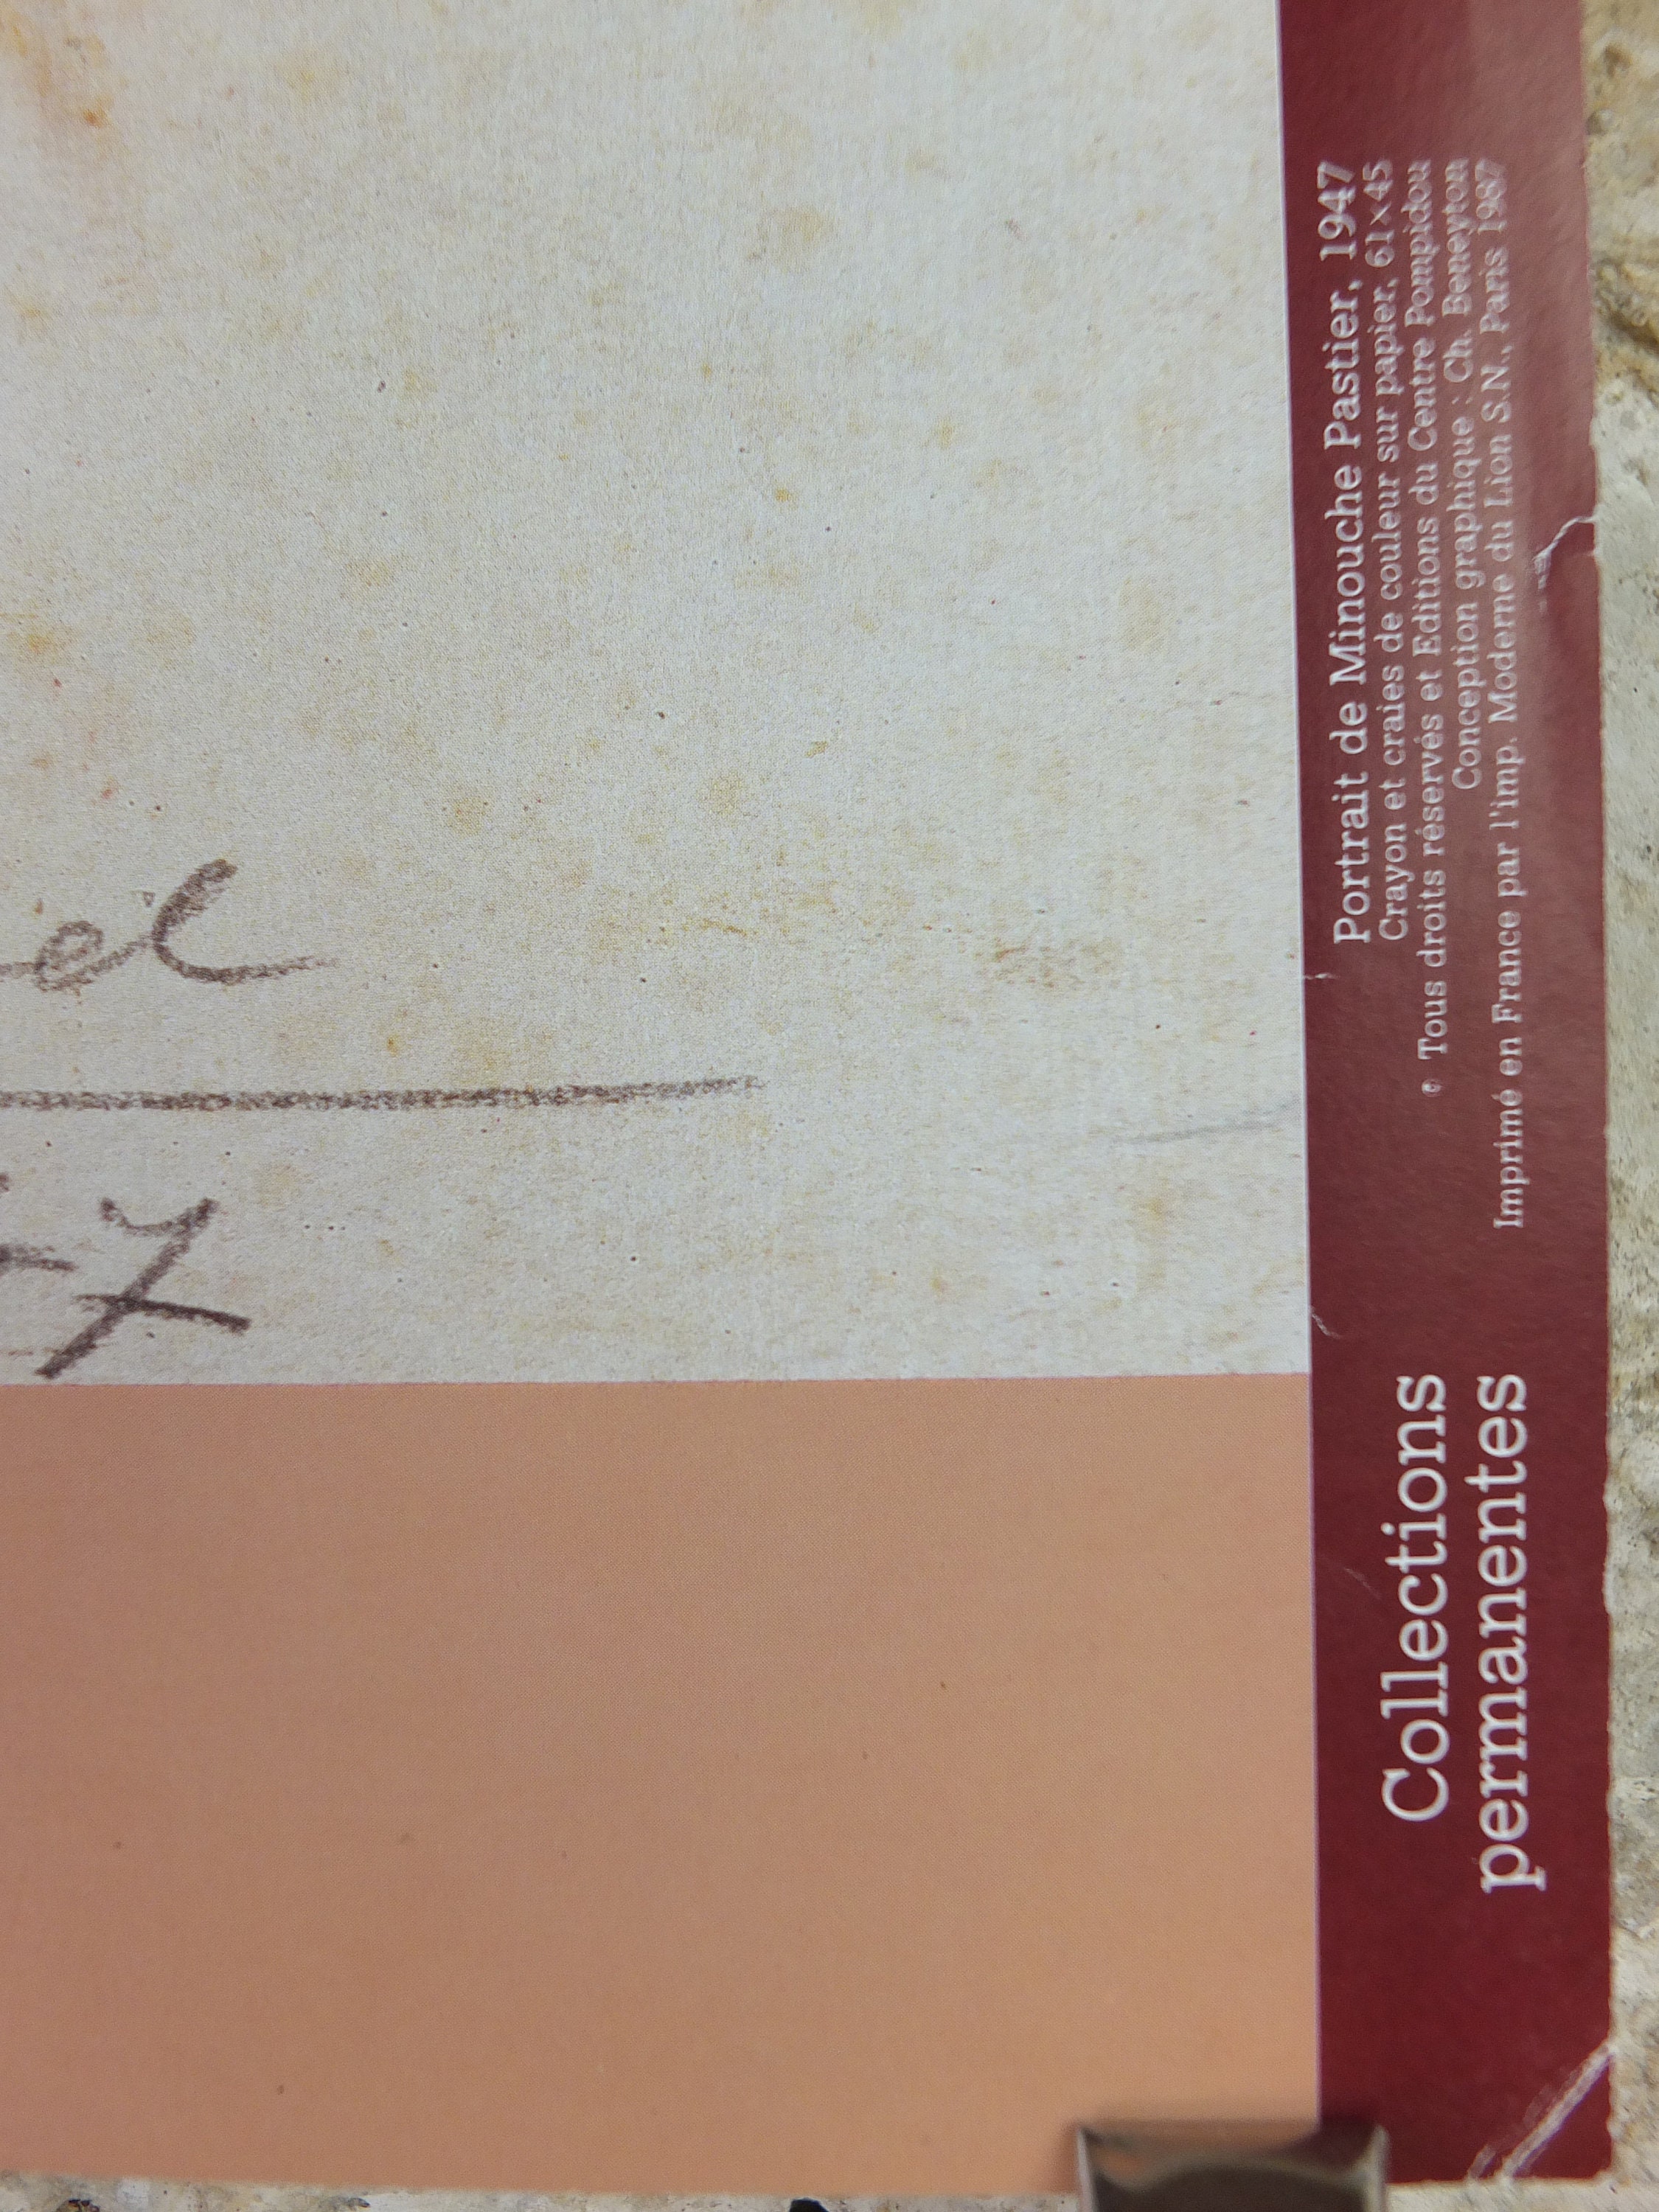 el
7
Portrait de Minouche Pastier, 1947
Crayon et craies de couleur sur papier, 61×45
© Tous droits réservés et Editions du Centre Pompidou
Conception graphique : Ch. Beneyton
Imprimé en France par l'imp. Moderne du Lion S.N., Paris 1987
Collections
permanentes